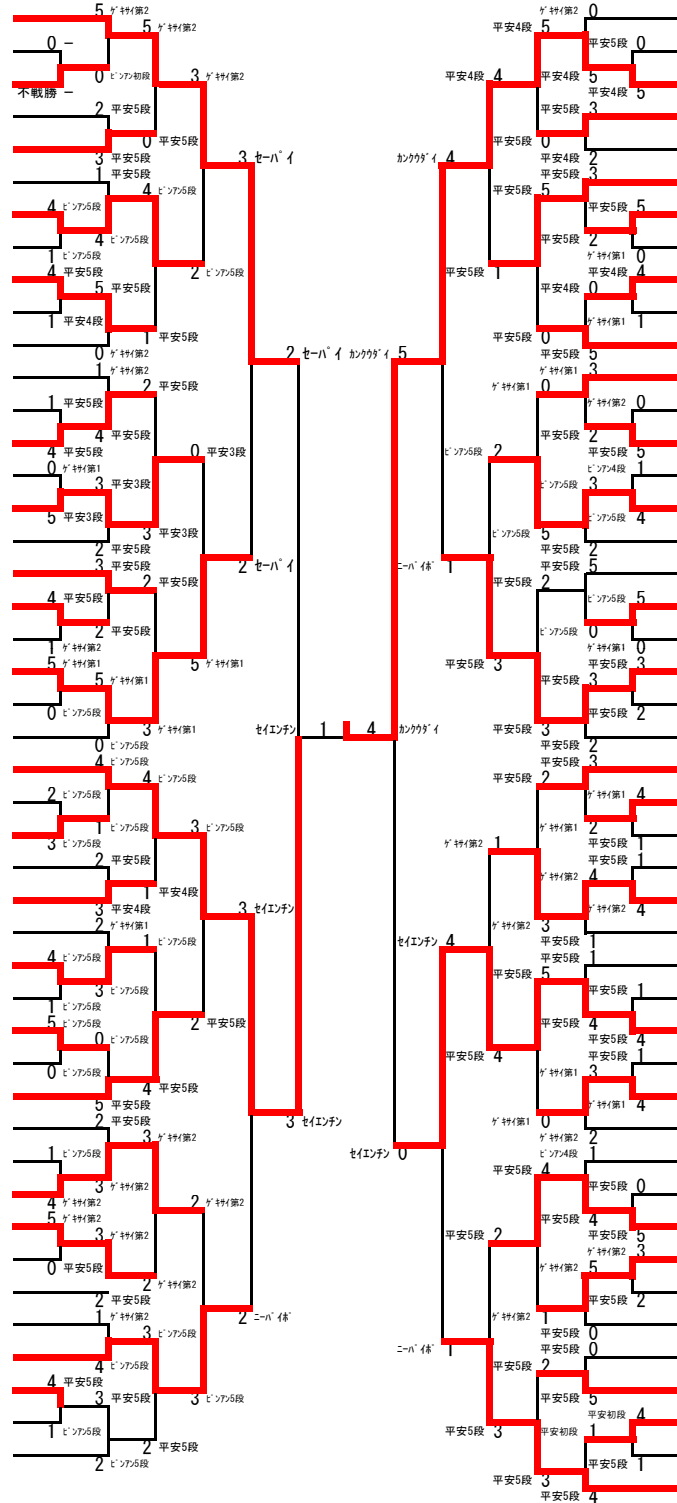 5 ｹﾞｷｻｲ第2
5 ｹﾞｷｻｲ第2
0 －
0 ﾋﾟﾝｱﾝ初段
3 ｹﾞｷｻｲ第2
不戦勝 －
2 平安5段
0 平安5段
3 平安5段
3 セーパイ
1 平安5段
4 ﾋﾟﾝｱﾝ5段
4 ﾋﾟﾝｱﾝ5段
4 ﾋﾟﾝｱﾝ5段
1 ﾋﾟﾝｱﾝ5段
2 ﾋﾟﾝｱﾝ5段
4 平安5段
5 平安5段
1 平安4段
1 平安5段
0 ｹﾞｷｻｲ第2
2 セーパイ
1 ｹﾞｷｻｲ第2
2 平安5段
1 平安5段
4 平安5段
4 平安5段
0 平安3段
0 ｹﾞｷｻｲ第1
3 平安3段
5 平安3段
3 平安3段
2 平安5段
2 セーパイ
3 平安5段
2 平安5段
4 平安5段
2 平安5段
1 ｹﾞｷｻｲ第2
5 ｹﾞｷｻｲ第1
5 ｹﾞｷｻｲ第1
5 ｹﾞｷｻｲ第1
0 ﾋﾟﾝｱﾝ5段
3 ｹﾞｷｻｲ第1
0 ﾋﾟﾝｱﾝ5段
セイエンチン 1
4 カンクウダイ
4 ﾋﾟﾝｱﾝ5段
4 ﾋﾟﾝｱﾝ5段
2 ﾋﾟﾝｱﾝ5段
1 ﾋﾟﾝｱﾝ5段
3 ﾋﾟﾝｱﾝ5段
3 ﾋﾟﾝｱﾝ5段
2 平安5段
1 平安4段
3 平安4段
3 セイエンチン
2 ｹﾞｷｻｲ第1
1 ﾋﾟﾝｱﾝ5段
4 ﾋﾟﾝｱﾝ5段
3 ﾋﾟﾝｱﾝ5段
1 ﾋﾟﾝｱﾝ5段
2 平安5段
5 ﾋﾟﾝｱﾝ5段
0 ﾋﾟﾝｱﾝ5段
0 ﾋﾟﾝｱﾝ5段
4 平安5段
5 平安5段
3 セイエンチン
2 平安5段
3 ｹﾞｷｻｲ第2
1 ﾋﾟﾝｱﾝ5段
3 ｹﾞｷｻｲ第2
4 ｹﾞｷｻｲ第2
2 ｹﾞｷｻｲ第2
5 ｹﾞｷｻｲ第2
3 ｹﾞｷｻｲ第2
0 平安5段
2 ｹﾞｷｻｲ第2
2 平安5段
2 ニーパイポ
1 ｹﾞｷｻｲ第2
3 ﾋﾟﾝｱﾝ5段
4 ﾋﾟﾝｱﾝ5段
4 平安5段
3 平安5段
3 ﾋﾟﾝｱﾝ5段
1 ﾋﾟﾝｱﾝ5段
2 平安5段
2 ﾋﾟﾝｱﾝ5段
ｹﾞｷｻｲ第2 0
平安4段 5
平安5段 0
平安4段 4
平安4段 5
平安4段 5
平安5段 3
平安5段 0
平安4段 2
カンクウダイ 4
平安5段 3
平安5段 5
平安5段 5
平安5段 2
ｹﾞｷｻｲ第1 0
平安5段 1
平安4段 4
平安4段 0
ｹﾞｷｻｲ第1 1
平安5段 0
平安5段 5
カンクウダイ 5
ｹﾞｷｻｲ第1 3
ｹﾞｷｻｲ第1 0
ｹﾞｷｻｲ第2 0
平安5段 2
平安5段 5
ﾋﾟﾝｱﾝ5段 2
ﾋﾟﾝｱﾝ4段 1
ﾋﾟﾝｱﾝ5段 3
ﾋﾟﾝｱﾝ5段 4
ﾋﾟﾝｱﾝ5段 5
平安5段 2
ニーパイポ 1
平安5段 5
平安5段 2
ﾋﾟﾝｱﾝ5段 5
ﾋﾟﾝｱﾝ5段 0
ｹﾞｷｻｲ第1 0
平安5段 3
平安5段 3
平安5段 3
平安5段 2
平安5段 3
平安5段 2
平安5段 3
平安5段 2
ｹﾞｷｻｲ第1 4
ｹﾞｷｻｲ第1 2
平安5段 1
ｹﾞｷｻｲ第2 1
平安5段 1
ｹﾞｷｻｲ第2 4
ｹﾞｷｻｲ第2 4
ｹﾞｷｻｲ第2 3
平安5段 1
セイエンチン 4
平安5段 1
平安5段 5
平安5段 1
平安5段 4
平安5段 4
平安5段 4
平安5段 1
ｹﾞｷｻｲ第1 3
ｹﾞｷｻｲ第1 4
ｹﾞｷｻｲ第1 0
ｹﾞｷｻｲ第2 2
セイエンチン 0
ﾋﾟﾝｱﾝ4段 1
平安5段 4
平安5段 0
平安5段 4
平安5段 5
平安5段 2
ｹﾞｷｻｲ第2 3
ｹﾞｷｻｲ第2 5
平安5段 2
ｹﾞｷｻｲ第2 1
平安5段 0
ニーパイポ 1
平安5段 0
平安5段 2
平安5段 5
平安初段 4
平安初段 1
平安5段 3
平安5段 1
平安5段 3
平安5段 4